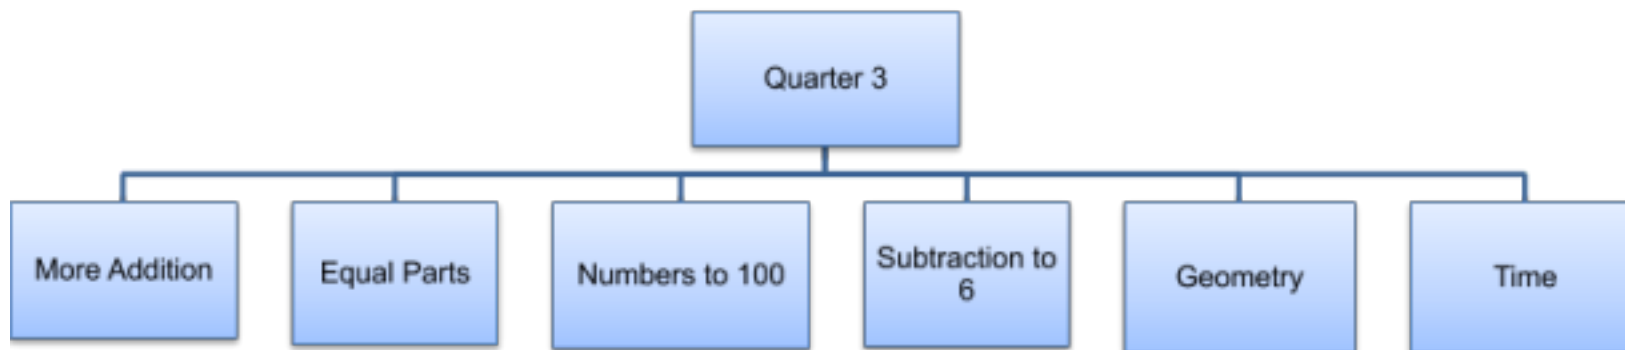 Quarter 3
More Addition
Equal Parts
Numbers to 100
Subtraction to
6
Geometry
Time